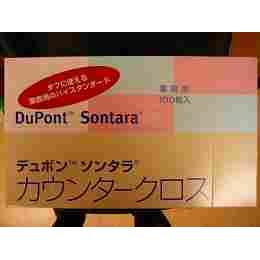 タフに使える
業務用のハイスタンダード
業務用
100枚入
DuPont™ Sontara®
デュポン™ ソンタラ®
カウンタークロス